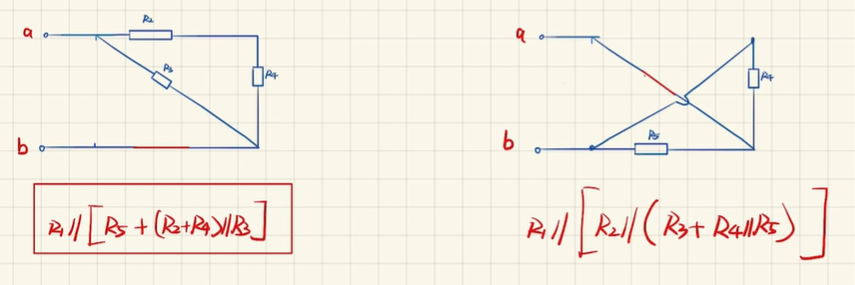 a R2 R3 R4 b
R1//[R5+(R2+R4)//R3]
a R4 b R5
R1//[R2//(R3+R4//R5)]